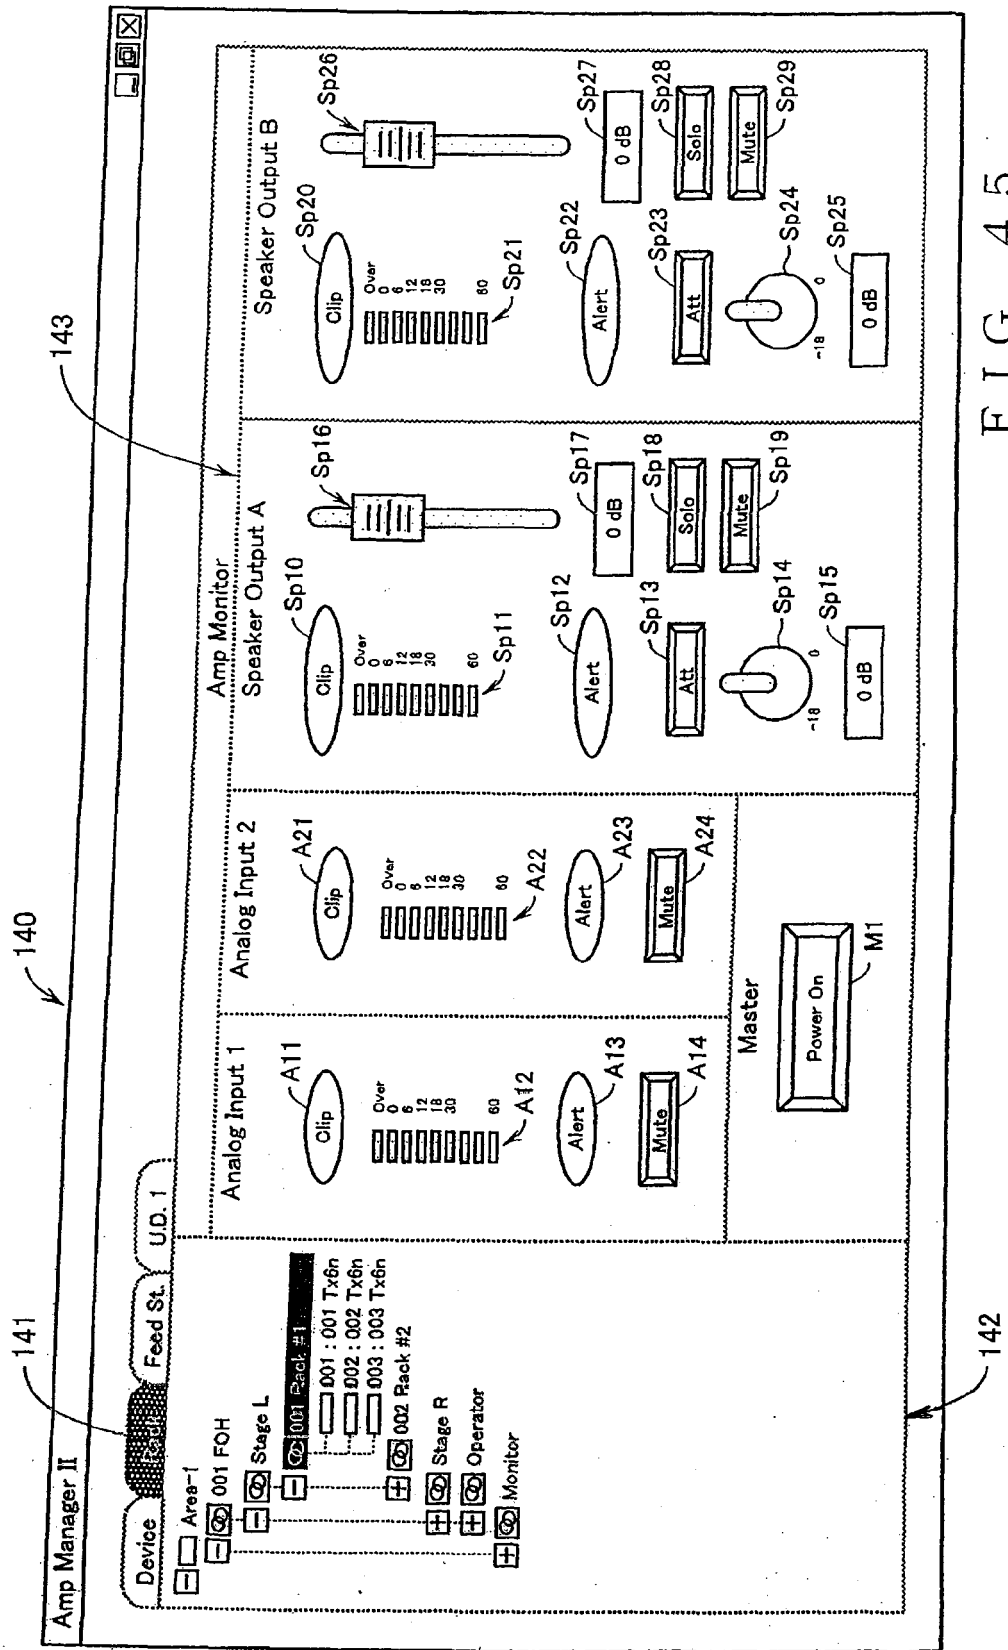 140
Amp Manager II
141
Device
Feed St.
U.D. 1
Area-1
001 FOH
Stage L
001 Rack #1
001 : 001 Tx6n
002 : 002 Tx6n
003 : 003 Tx6n
002 Rack #2
Stage R
Operator
Monitor
142
143
Amp Monitor
Analog Input 1
A11
Clip
Over
0
6
12
18
30
60
A12
A13
Alert
A14
Mute
Analog Input 2
A21
Clip
Over
0
6
12
18
30
60
A22
A23
Alert
A24
Mute
Master
Power On
M1
Speaker Output A
Sp10
Clip
Over
0
6
12
18
30
60
Sp11
Sp12
Alert
Sp13
Att
Sp14
-18
0
Sp15
0 dB
Sp16
Sp17
0 dB
Sp18
Solo
Sp19
Mute
Speaker Output B
Sp20
Clip
Over
0
6
12
18
30
60
Sp21
Sp22
Alert
Sp23
Att
Sp24
-18
0
Sp25
0 dB
Sp26
Sp27
0 dB
Sp28
Solo
Sp29
Mute
FIG. 45